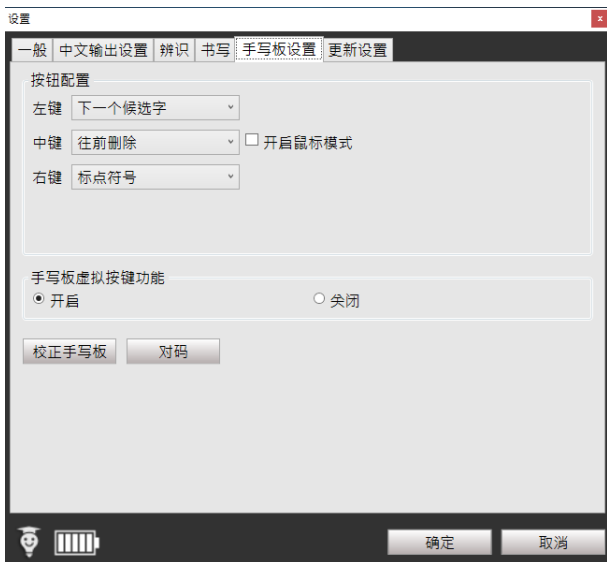 设置
一般 中文输出设置 辨识 书写 手写板设置 更新设置
按钮配置
左键 下一个候选字
中键 往前删除 开启鼠标模式
右键 标点符号
手写板虚拟按键功能
开启 关闭
校正手写板 对码
确定 取消